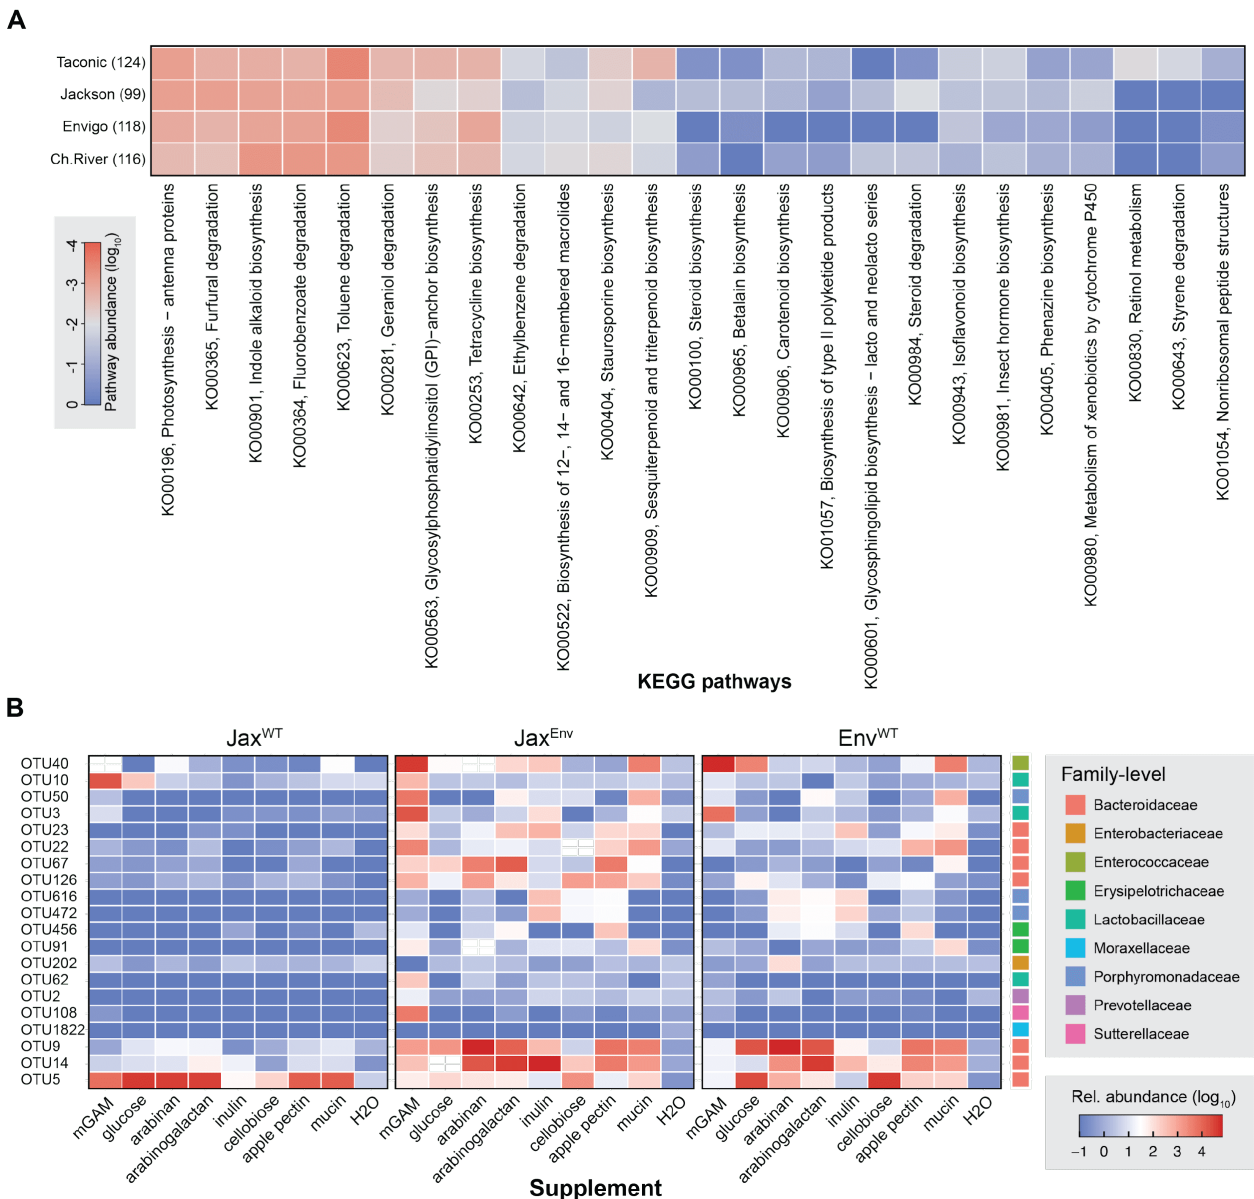 A
Taconic (124)
Jackson (99)
Envigo (118)
Ch.River (116)
-4
-3
-2
-1
0
Pathway abundance (log10)
KO00196, Photosynthesis − antenna proteins
KO00365, Furfural degradation
KO00901, Indole alkaloid biosynthesis
KO00364, Fluorobenzoate degradation
KO00623, Toluene degradation
KO00281, Geraniol degradation
KO00563, Glycosylphosphatidylinositol (GPI)−anchor biosynthesis
KO00253, Tetracycline biosynthesis
KO00642, Ethylbenzene degradation
KO00522, Biosynthesis of 12−, 14− and 16−membered macrolides
KO00404, Staurosporine biosynthesis
KO00909, Sesquiterpenoid and triterpenoid biosynthesis
KO00100, Steroid biosynthesis
KO00965, Betalain biosynthesis
KO00906, Carotenoid biosynthesis
KO01057, Biosynthesis of type II polyketide products
KO00601, Glycosphingolipid biosynthesis − lacto and neolacto series
KO00984, Steroid degradation
KO00943, Isoflavonoid biosynthesis
KO00981, Insect hormone biosynthesis
KO00405, Phenazine biosynthesis
KO00980, Metabolism of xenobiotics by cytochrome P450
KO00830, Retinol metabolism
KO00643, Styrene degradation
KO01054, Nonribosomal peptide structures
KEGG pathways
B
JaxWT
JaxEnv
EnvWT
OTU40
OTU10
OTU50
OTU3
OTU23
OTU22
OTU67
OTU126
OTU616
OTU472
OTU456
OTU91
OTU202
OTU62
OTU2
OTU108
OTU1822
OTU9
OTU14
OTU5
mGAM
glucose
arabinan
arabinogalactan
inulin
cellobiose
apple pectin
mucin
H2O
mGAM
glucose
arabinan
arabinogalactan
inulin
cellobiose
apple pectin
mucin
H2O
mGAM
glucose
arabinan
arabinogalactan
inulin
cellobiose
apple pectin
mucin
H2O
Supplement
Family-level
Bacteroidaceae
Enterobacteriaceae
Enterococcaceae
Erysipelotrichaceae
Lactobacillaceae
Moraxellaceae
Porphyromonadaceae
Prevotellaceae
Sutterellaceae
Rel. abundance (log10)
−1 0 1 2 3 4